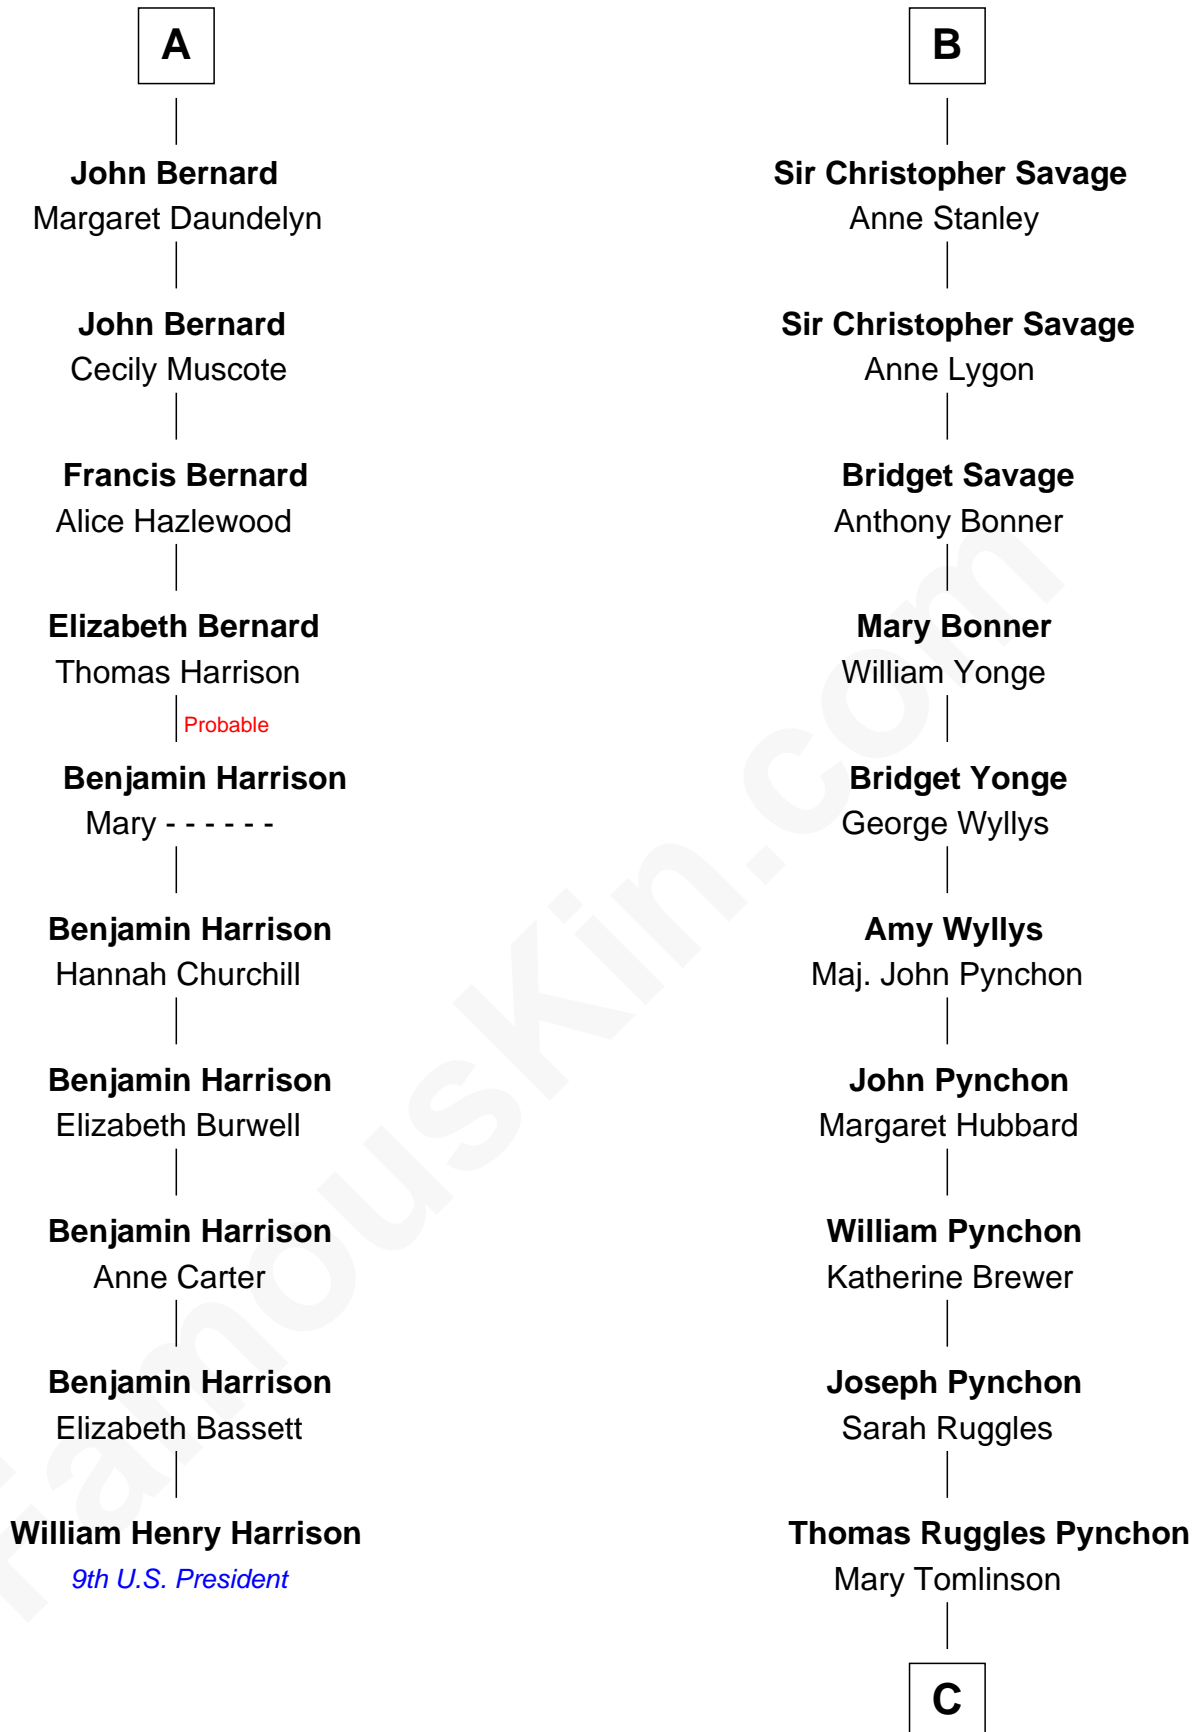 A
John Bernard
Margaret Daundelyn
John Bernard
Cecily Muscote
Francis Bernard
Alice Hazlewood
Elizabeth Bernard
Thomas Harrison
Probable
Benjamin Harrison
Mary - - - - - -
Benjamin Harrison
Hannah Churchill
Benjamin Harrison
Elizabeth Burwell
Benjamin Harrison
Anne Carter
Benjamin Harrison
Elizabeth Bassett
William Henry Harrison
9th U.S. President
B
Sir Christopher Savage
Anne Stanley
Sir Christopher Savage
Anne Lygon
Bridget Savage
Anthony Bonner
Mary Bonner
William Yonge
Bridget Yonge
George Wyllys
Amy Wyllys
Maj. John Pynchon
John Pynchon
Margaret Hubbard
William Pynchon
Katherine Brewer
Joseph Pynchon
Sarah Ruggles
Thomas Ruggles Pynchon
Mary Tomlinson
C
FamousKin.com